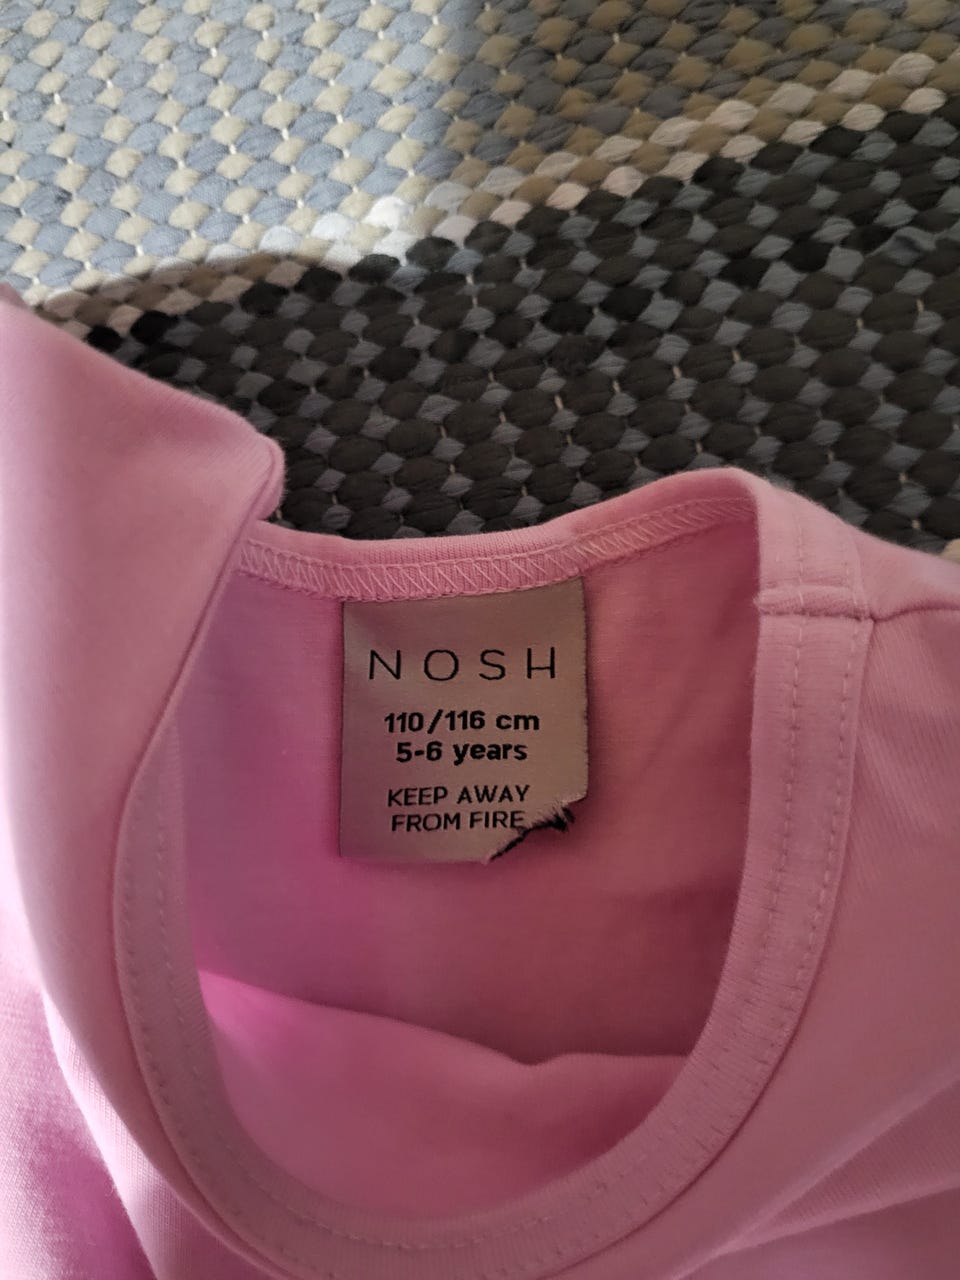 NOSH
110/116 cm
5-6 years
KEEP AWAY
FROM FIRE